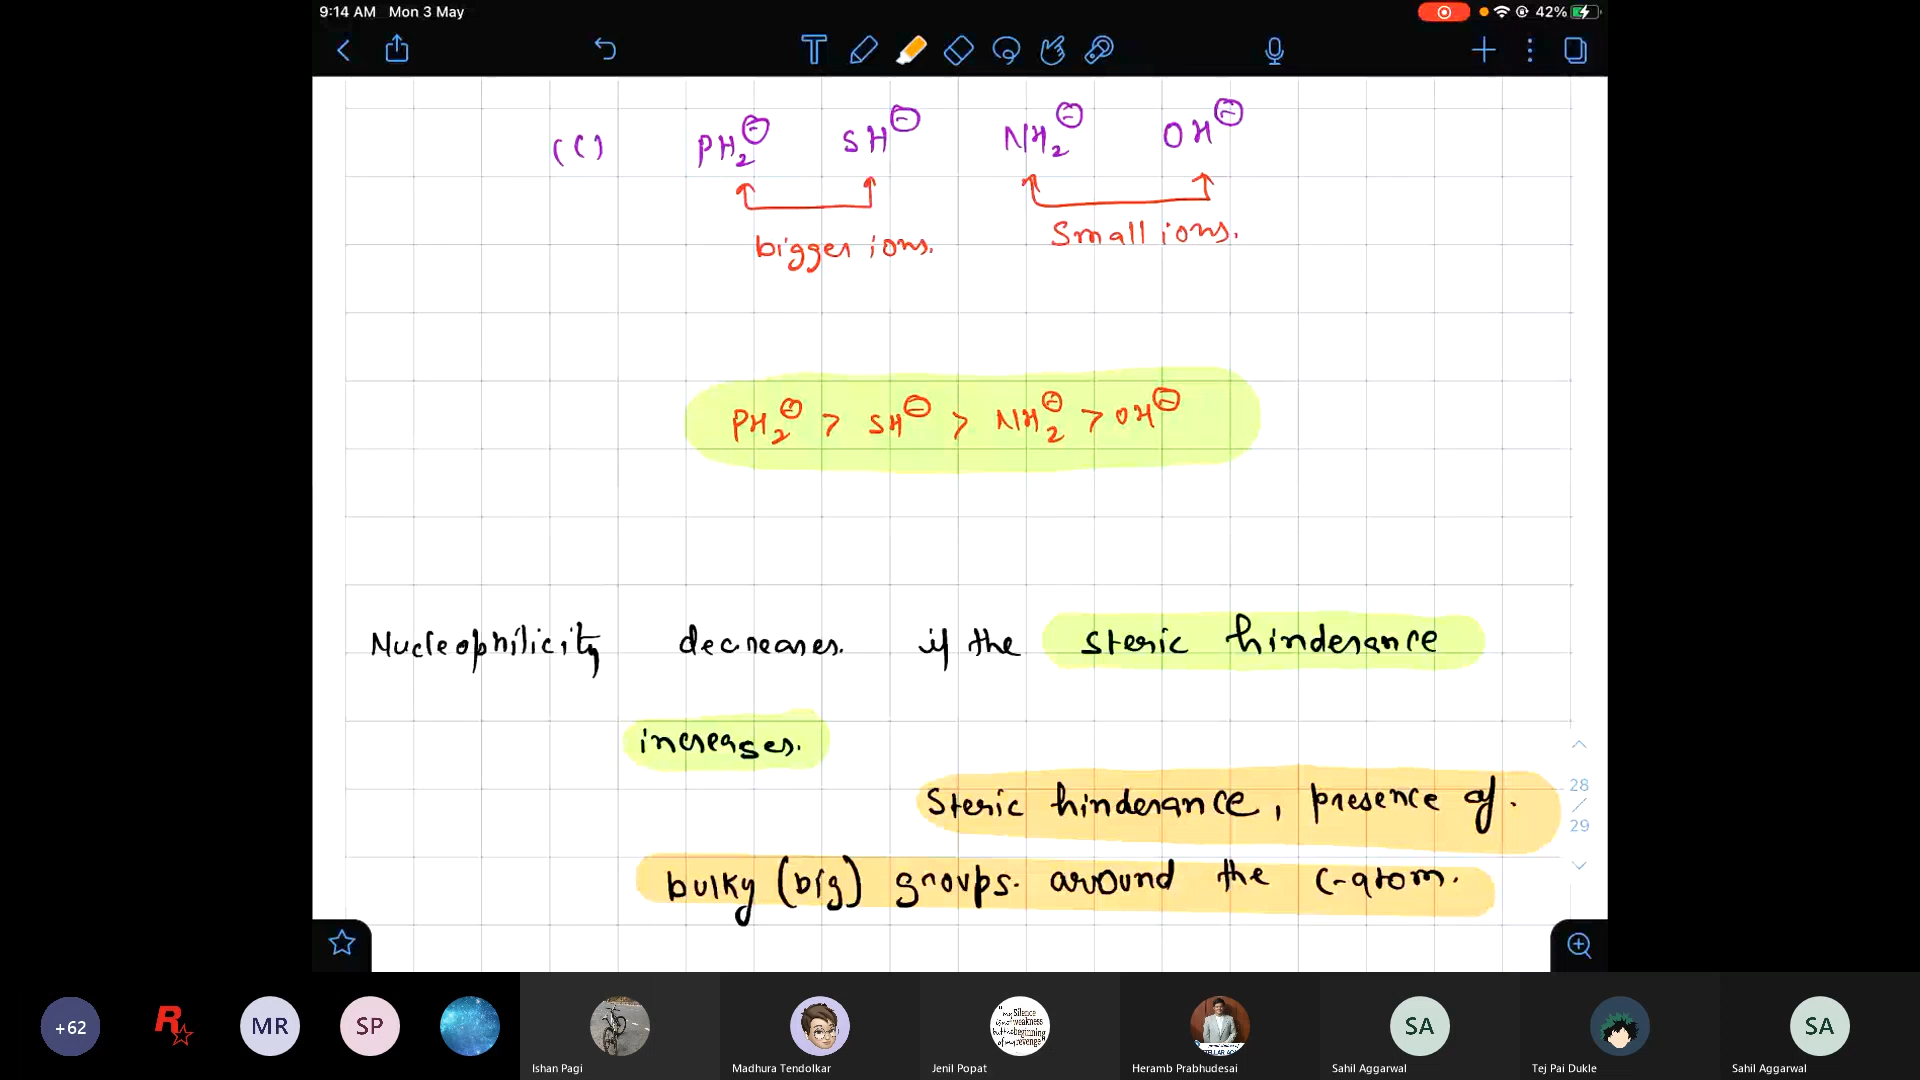 9:14 AM Mon 3 May
42%
(C) PH₂⊖ SH⊖ NH₂⊖ OH⊖
bigger ions. Small ions.
PH₂⊖ > SH⊖ > NH₂⊖ > OH⊖
Nucleophilicity decreases. if the steric hinderance
increases.
Steric hinderance, presence of.
bulky (big) groups. around the C-atom.
28
29
+62 R MR SP my Silence SA SA
Ishan Pagi Madhura Tendolkar Jenil Popat Heramb Prabhudesai Sahil Aggarwal Tej Pai Dukle Sahil Aggarwal